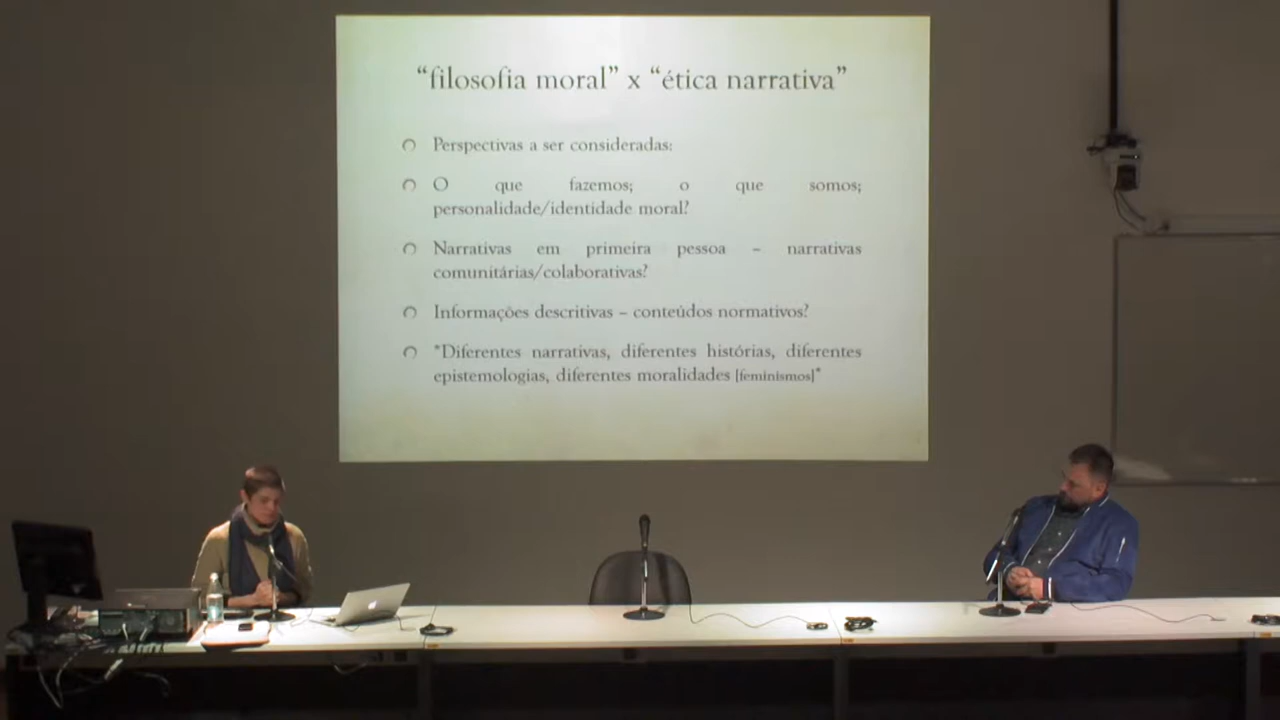 “filosofia moral” x “ética narrativa”
Perspectivas a ser consideradas:
O que fazemos; o que somos;
personalidade/identidade moral?
Narrativas em primeira pessoa – narrativas
comunitárias/colaborativas?
Informações descritivas – conteúdos normativos?
*Diferentes narrativas, diferentes histórias, diferentes
epistemologias, diferentes moralidades [feminismos]*